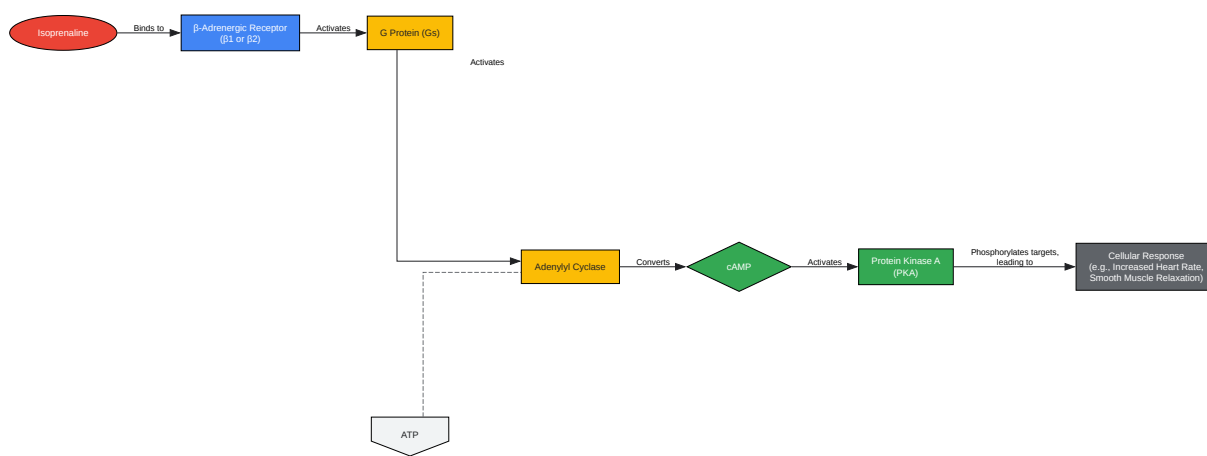 Isoprenaline
Binds to
β-Adrenergic Receptor
(β1 or β2)
Activates
G Protein (Gs)
Activates
Adenylyl Cyclase
Converts
cAMP
Activates
Protein Kinase A
(PKA)
Phosphorylates targets,
leading to
Cellular Response
(e.g., Increased Heart Rate,
Smooth Muscle Relaxation)
ATP